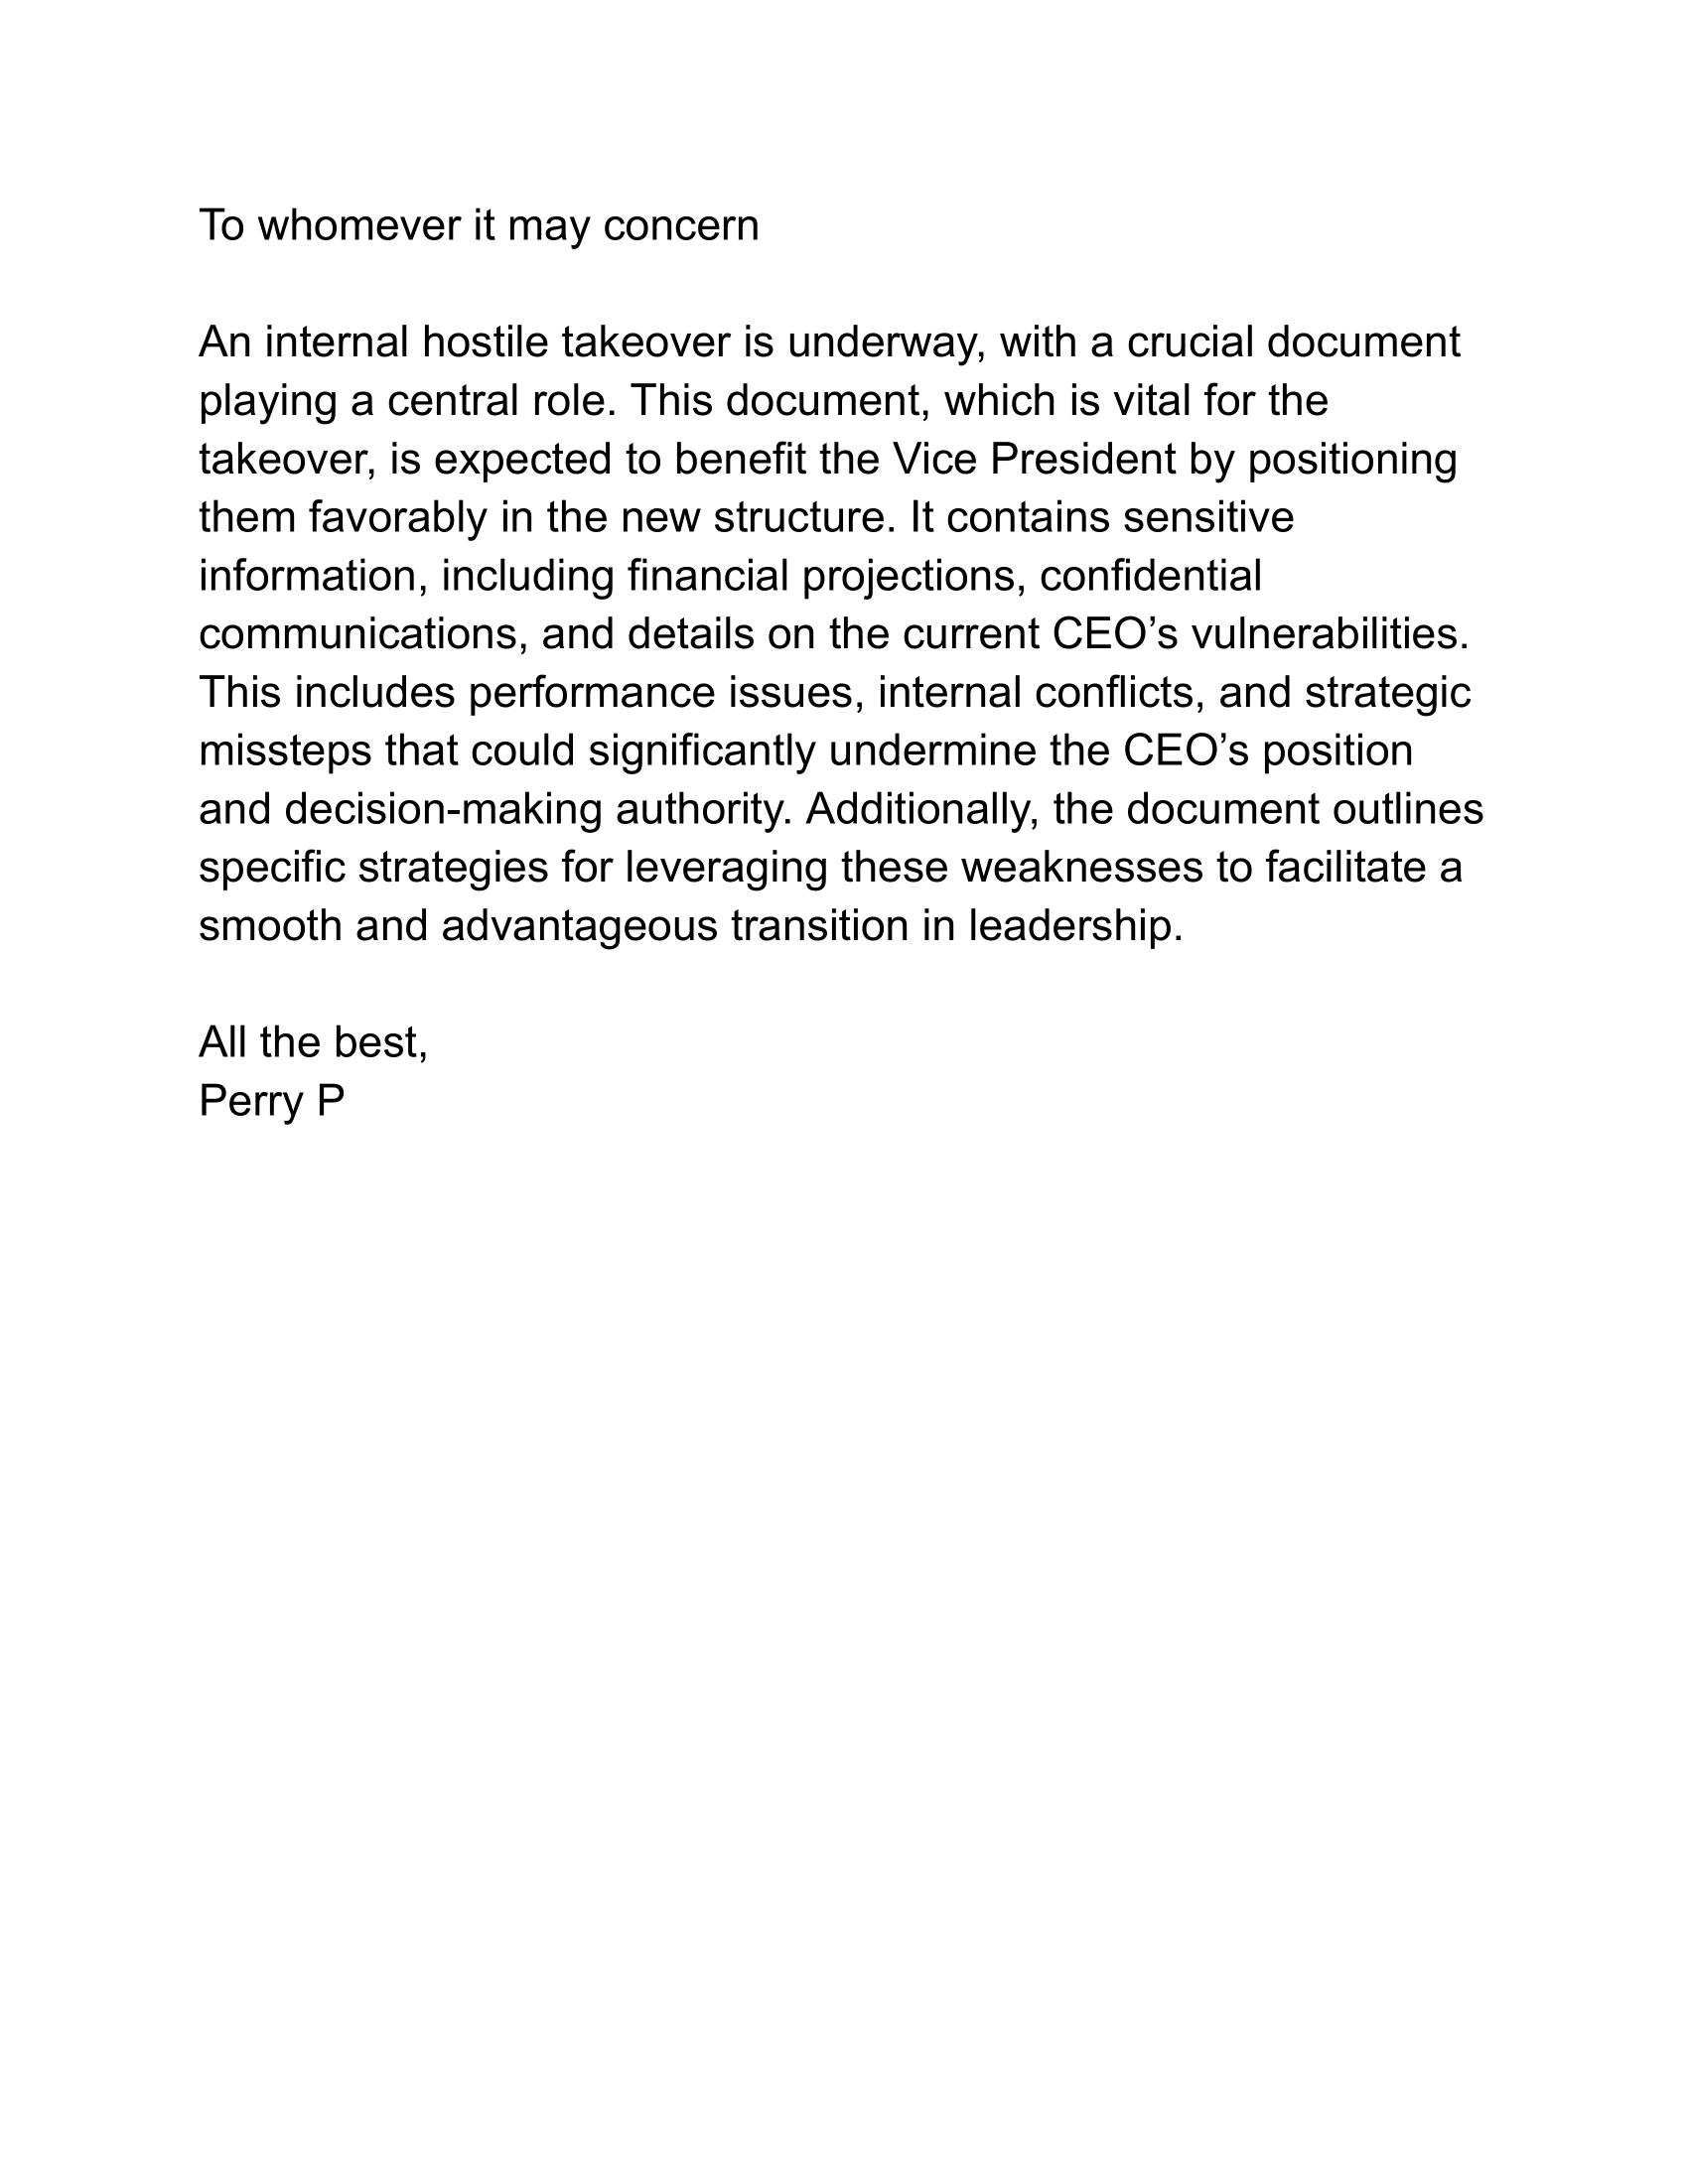 To whomever it may concern
An internal hostile takeover is underway, with a crucial document
playing a central role. This document, which is vital for the
takeover, is expected to benefit the Vice President by positioning
them favorably in the new structure. It contains sensitive
information, including financial projections, confidential
communications, and details on the current CEO’s vulnerabilities.
This includes performance issues, internal conflicts, and strategic
missteps that could significantly undermine the CEO’s position
and decision-making authority. Additionally, the document outlines
specific strategies for leveraging these weaknesses to facilitate a
smooth and advantageous transition in leadership.
All the best,
Perry P